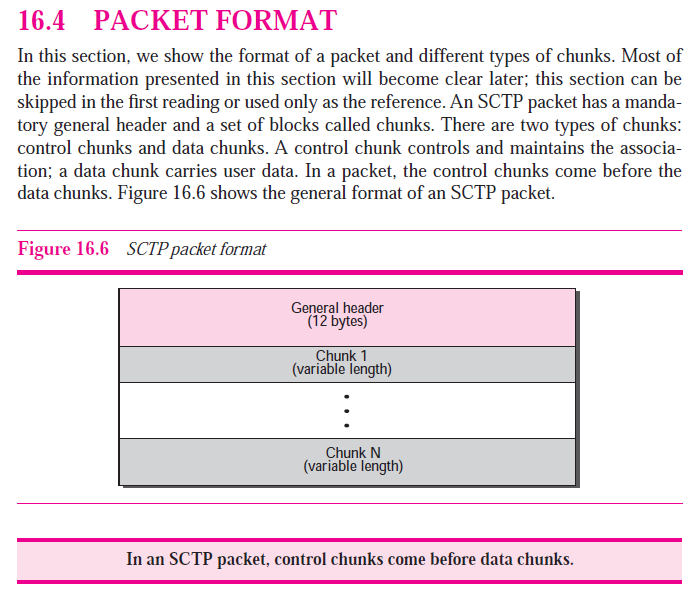 16.4 PACKET FORMAT
In this section, we show the format of a packet and different types of chunks. Most of
the information presented in this section will become clear later; this section can be
skipped in the first reading or used only as the reference. An SCTP packet has a manda-
tory general header and a set of blocks called chunks. There are two types of chunks:
control chunks and data chunks. A control chunk controls and maintains the associa-
tion; a data chunk carries user data. In a packet, the control chunks come before the
data chunks. Figure 16.6 shows the general format of an SCTP packet.
Figure 16.6 SCTP packet format
General header
(12 bytes)
Chunk 1
(variable length)
Chunk N
(variable length)
In an SCTP packet, control chunks come before data chunks.